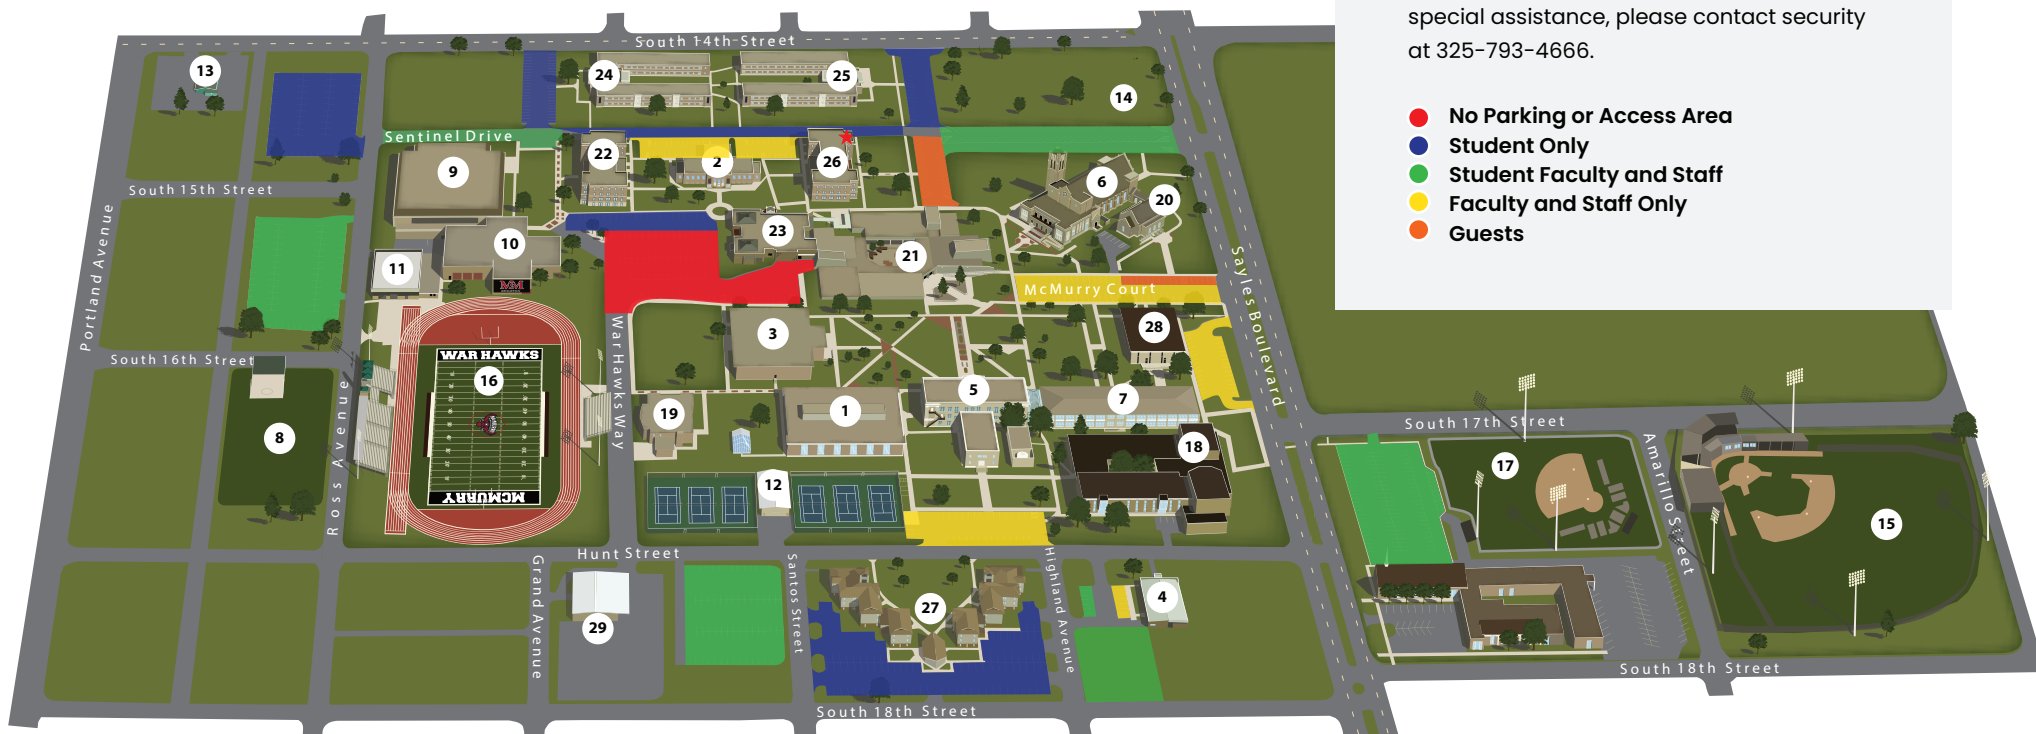 special assistance, please contact security
at 325-793-4666.
No Parking or Access Area
Student Only
Student Faculty and Staff
Faculty and Staff Only
Guests
South 14th Street
13
24
25
14
Sentinel Drive
22
2
26
9
6
20
South 15th Street
Portland Avenue
10
23
21
11
MM
McMurry Court
Sayles Boulevard
War Hawks Way
3
28
South 16th Street
WAR HAWKS
16
MCMURRY
Ross Avenue
8
19
1
5
7
18
12
South 17th Street
17
Amarillo Street
15
Hunt Street
Grand Avenue
Santos Street
Highland Avenue
29
27
4
South 18th Street
South 18th Street